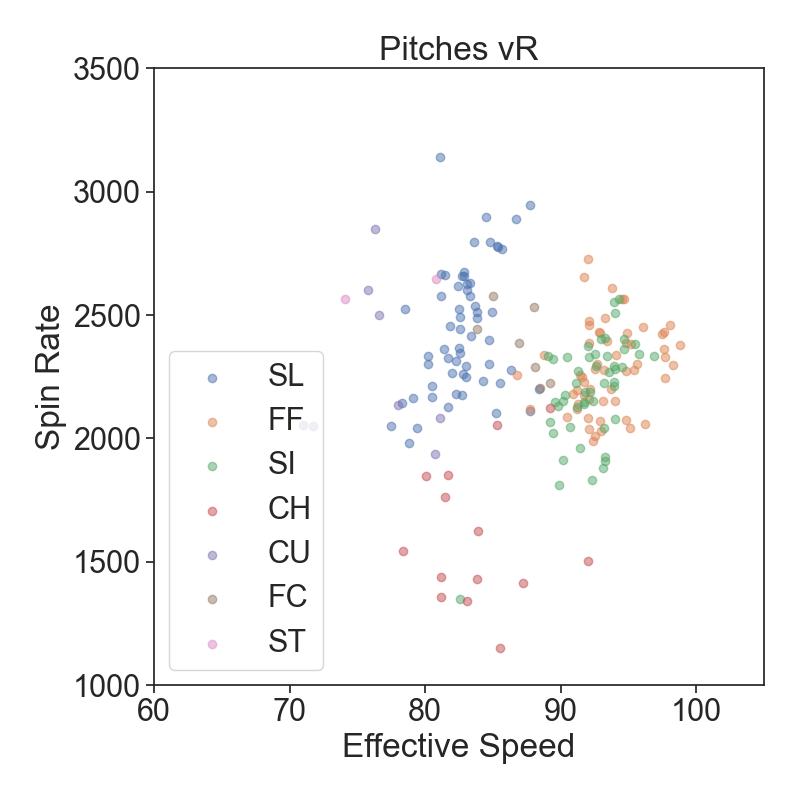 Pitches vR
3500
3000
2500
2000
1500
1000
Spin Rate
SL
FF
SI
CH
CU
FC
ST
60 70 80 90 100
Effective Speed